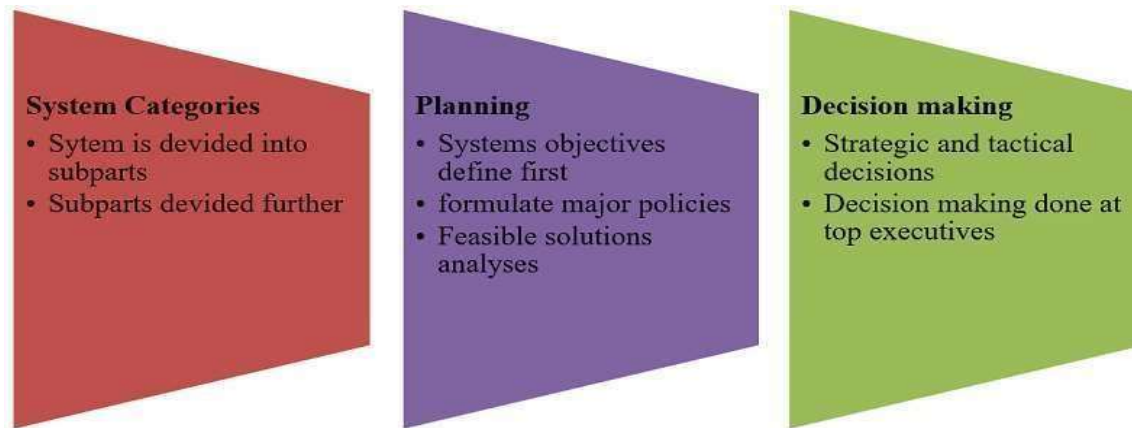 System Categories
• Sytem is devided into
subparts
• Subparts devided further
Planning
• Systems objectives
define first
• formulate major policies
• Feasible solutions
analyses
Decision making
• Strategic and tactical
decisions
• Decision making done at
top executives